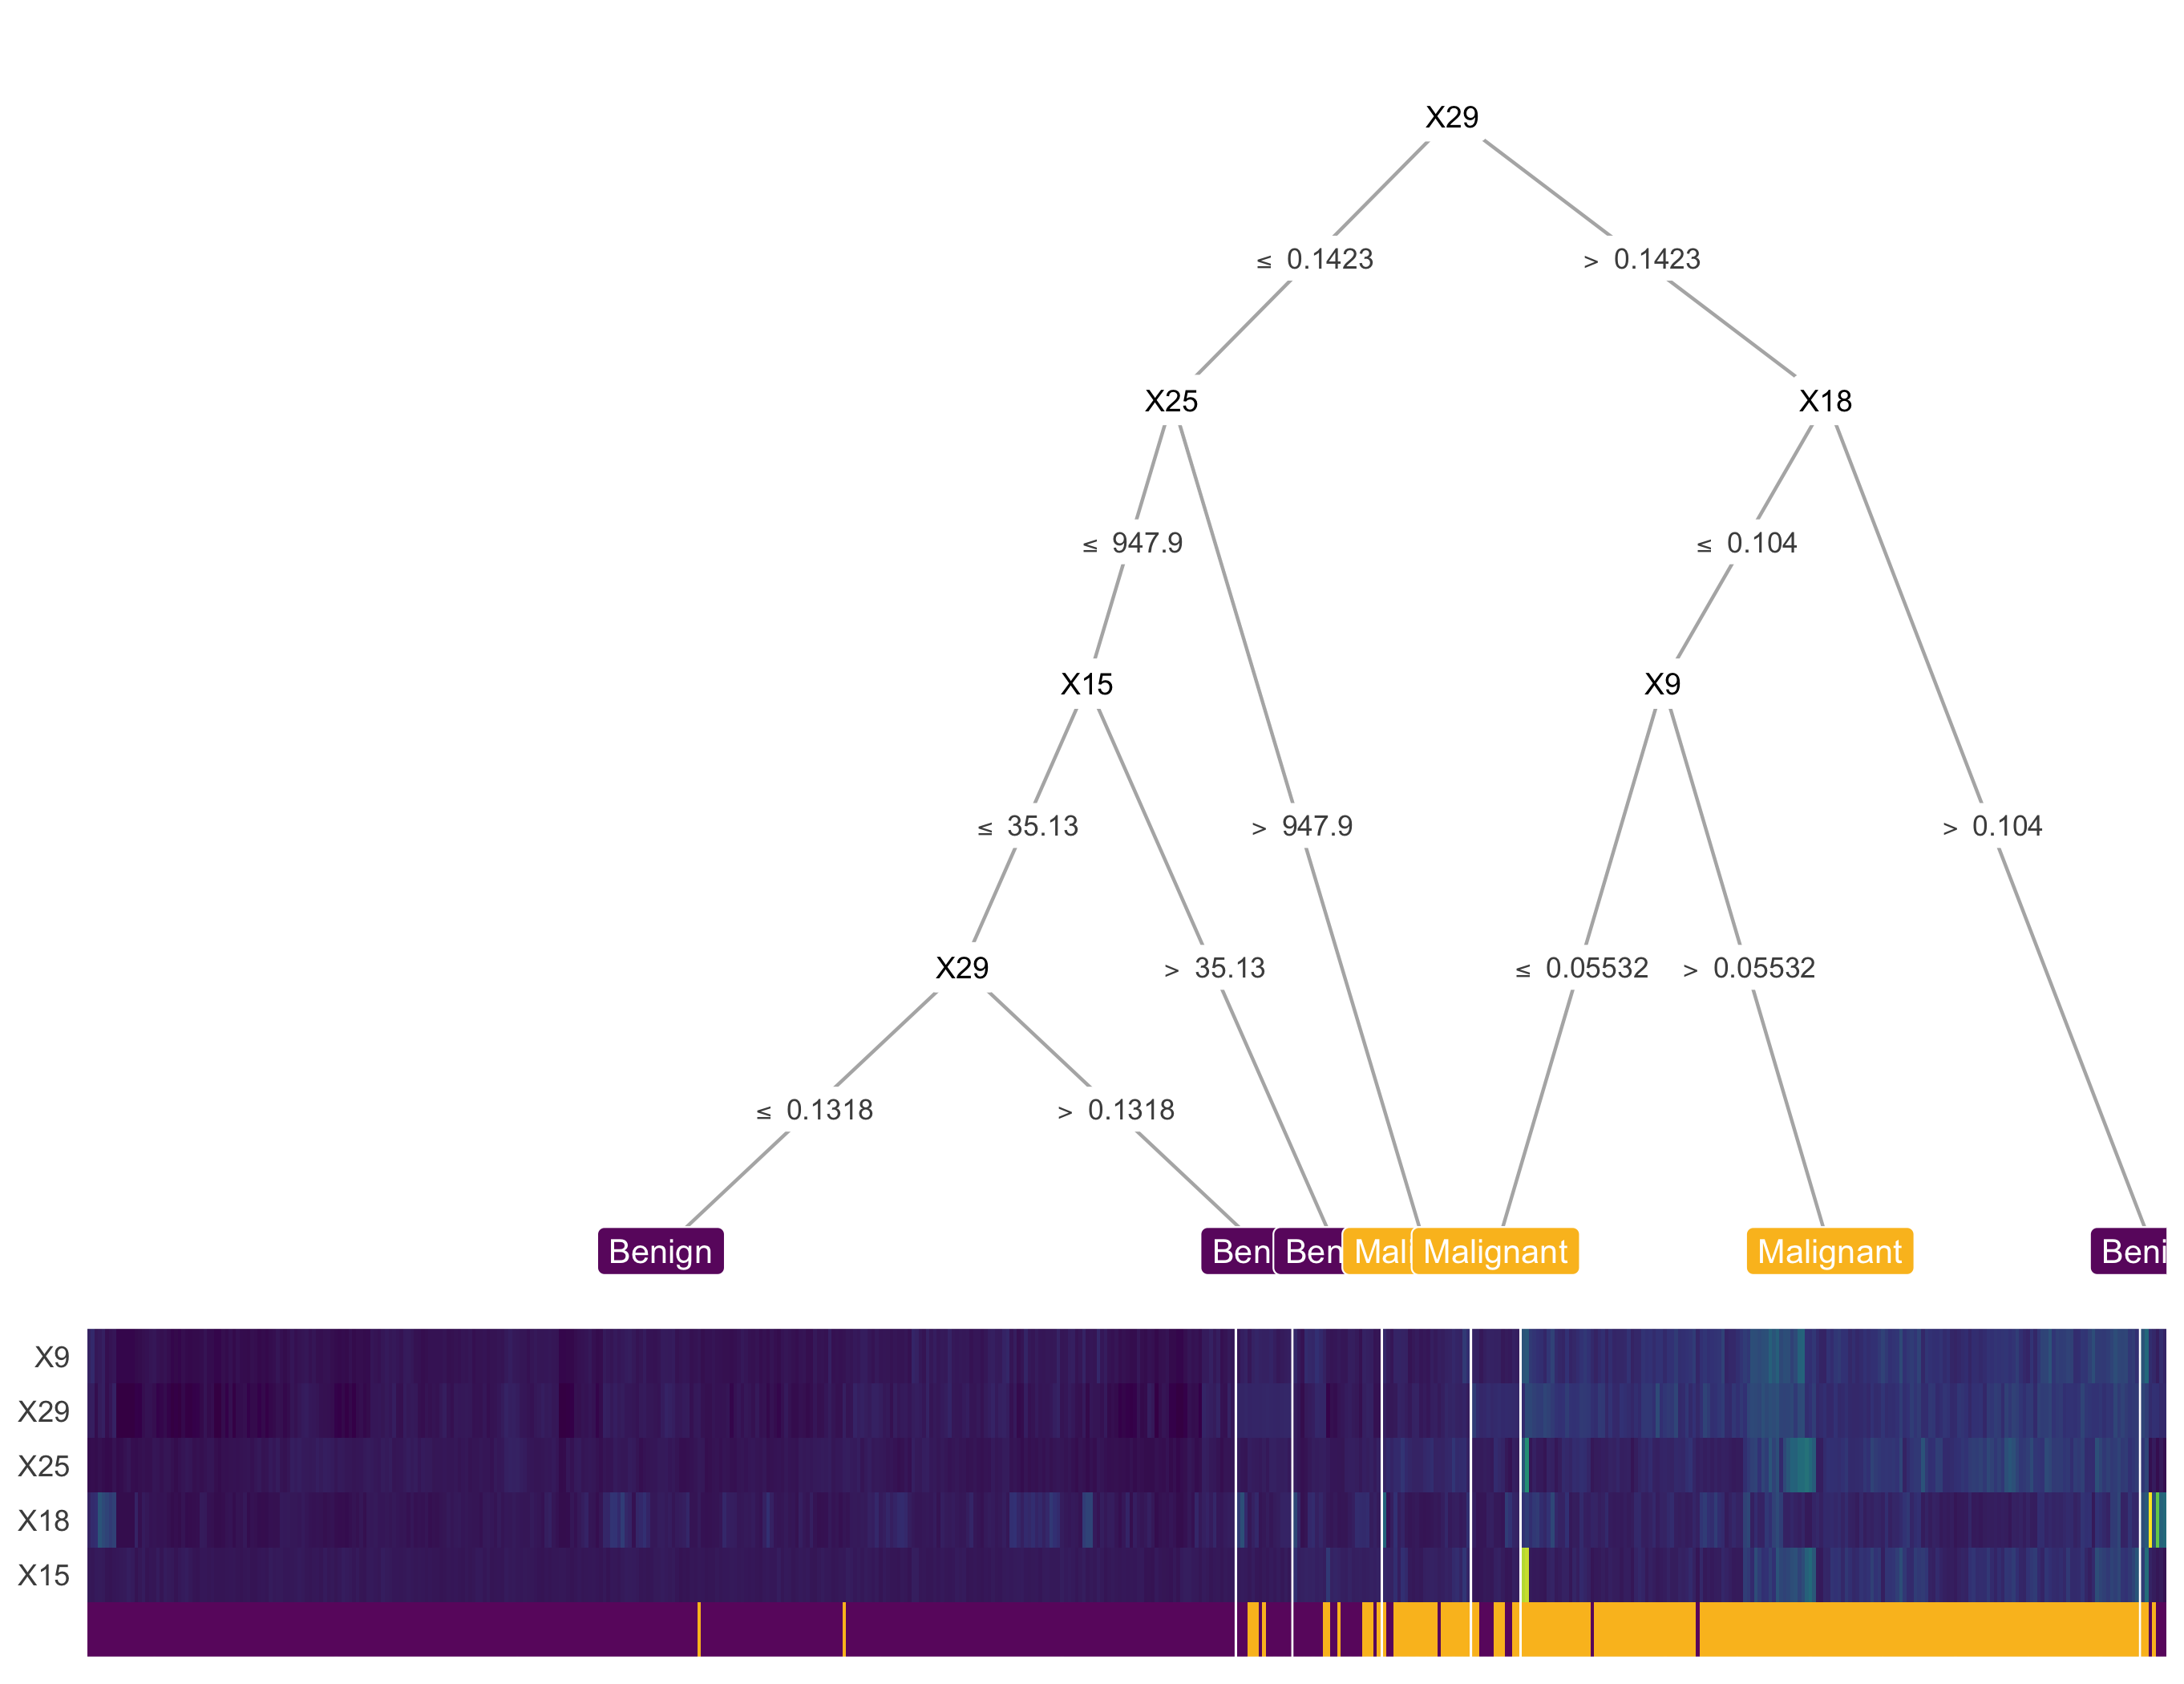 X29
≤ 0.1423
> 0.1423
X25
X18
≤ 947.9
≤ 0.104
X15
X9
≤ 35.13
> 947.9
> 0.104
X29
> 35.13
≤ 0.05532
> 0.05532
≤ 0.1318
> 0.1318
Benign
Ben
Ben
Mali
Malignant
Malignant
Beni
X9
X29
X25
X18
X15